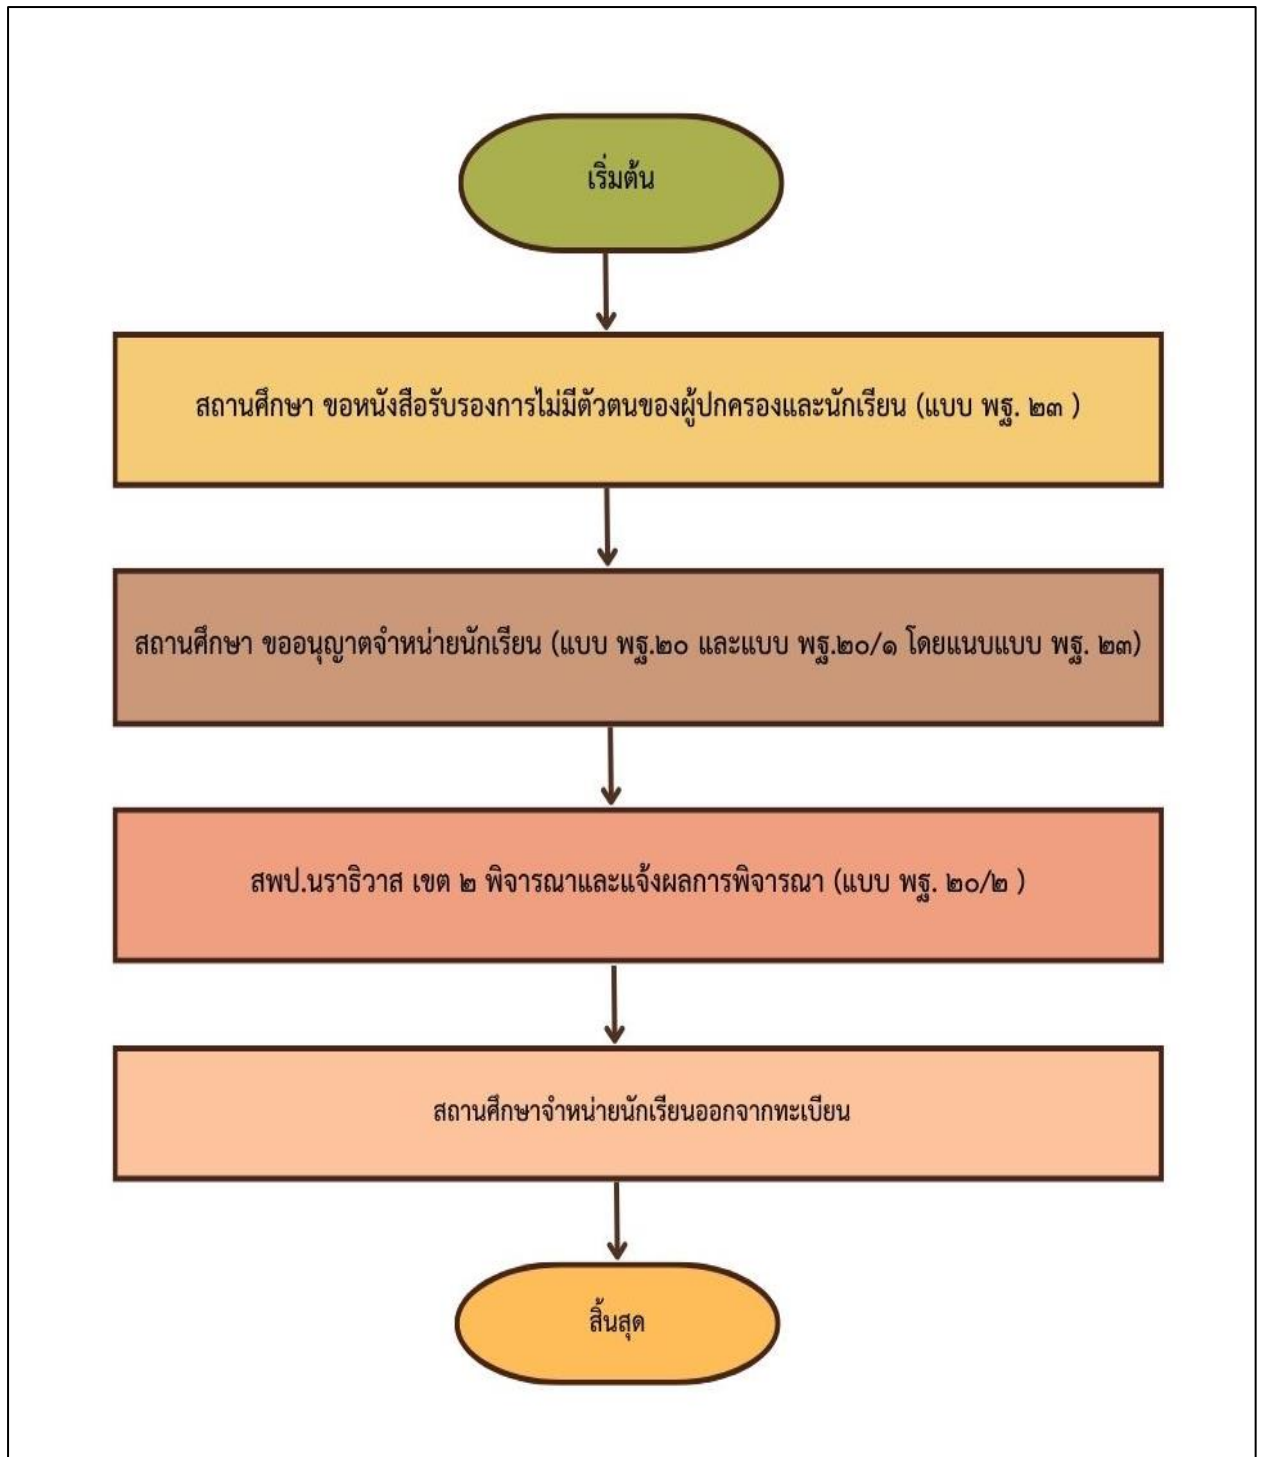 เริ่มต้น
สถานศึกษา ขอหนังสือรับรองการไม่มีตัวตนของผู้ปกครองและนักเรียน (แบบ พฐ. ๒๓ )
สถานศึกษา ขออนุญาตจำหน่ายนักเรียน (แบบ พฐ.๒๐ และแบบ พฐ.๒๐/๑ โดยแนบแบบ พฐ. ๒๓)
สพป.นราธิวาส เขต ๒ พิจารณาและแจ้งผลการพิจารณา (แบบ พฐ. ๒๐/๒ )
สถานศึกษาจำหน่ายนักเรียนออกจากทะเบียน
สิ้นสุด